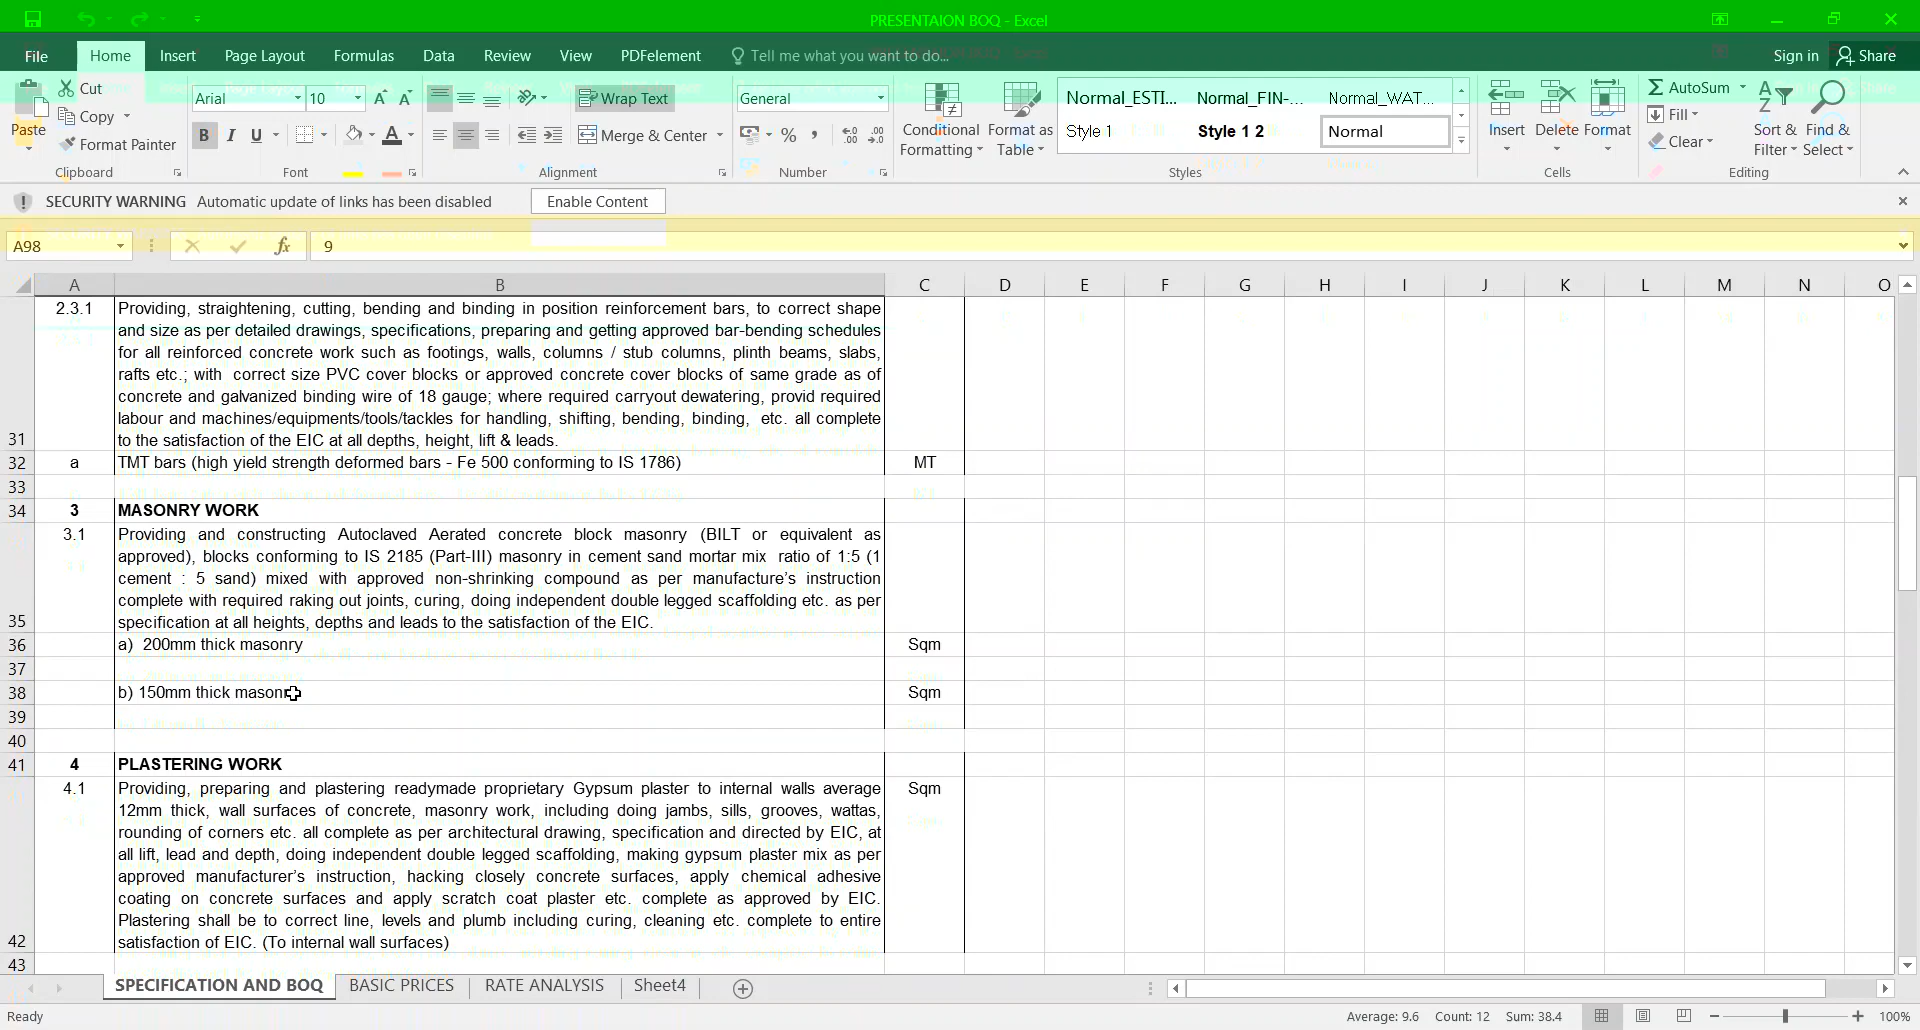 PRESENTAION BOQ - Excel
File Home Insert Page Layout Formulas Data Review View PDFelement Tell me what you want to do... Sign in Share
Paste Cut Copy Format Painter Clipboard
Arial 10 A A B I U A Font
Wrap Text Merge & Center Alignment
General % , Number
Conditional Formatting Format as Table
Normal_ESTI... Normal_FIN-... Normal_WAT...
Style 1 Style 1 2 Normal
Styles
Insert Delete Format
Cells
AutoSum Fill Clear Sort & Filter Find & Select
Editing
SECURITY WARNING Automatic update of links has been disabled Enable Content
A98 fx 9
A B C D E F G H I J K L M N O
2.3.1 Providing, straightening, cutting, bending and binding in position reinforcement bars, to correct shape
and size as per detailed drawings, specifications, preparing and getting approved bar-bending schedules
for all reinforced concrete work such as footings, walls, columns / stub columns, plinth beams, slabs,
rafts etc.; with correct size PVC cover blocks or approved concrete cover blocks of same grade as of
concrete and galvanized binding wire of 18 gauge; where required carryout dewatering, provid required
labour and machines/equipments/tools/tackles for handling, shifting, bending, binding, etc. all complete
31 to the satisfaction of the EIC at all depths, height, lift & leads.
32 a TMT bars (high yield strength deformed bars - Fe 500 conforming to IS 1786) MT
33
34 3 MASONRY WORK
3.1 Providing and constructing Autoclaved Aerated concrete block masonry (BILT or equivalent as
approved), blocks conforming to IS 2185 (Part-III) masonry in cement sand mortar mix ratio of 1:5 (1
cement : 5 sand) mixed with approved non-shrinking compound as per manufacture's instruction
complete with required raking out joints, curing, doing independent double legged scaffolding etc. as per
35 specification at all heights, depths and leads to the satisfaction of the EIC.
36 a) 200mm thick masonry Sqm
37
38 b) 150mm thick masonry Sqm
39
40
41 4 PLASTERING WORK
4.1 Providing, preparing and plastering readymade proprietary Gypsum plaster to internal walls average Sqm
12mm thick, wall surfaces of concrete, masonry work, including doing jambs, sills, grooves, wattas,
rounding of corners etc. all complete as per architectural drawing, specification and directed by EIC, at
all lift, lead and depth, doing independent double legged scaffolding, making gypsum plaster mix as per
approved manufacturer's instruction, hacking closely concrete surfaces, apply chemical adhesive
coating on concrete surfaces and apply scratch coat plaster etc. complete as approved by EIC.
Plastering shall be to correct line, levels and plumb including curing, cleaning etc. complete to entire
42 satisfaction of EIC. (To internal wall surfaces)
43
SPECIFICATION AND BOQ BASIC PRICES RATE ANALYSIS Sheet4
Ready Average: 9.6 Count: 12 Sum: 38.4 100%